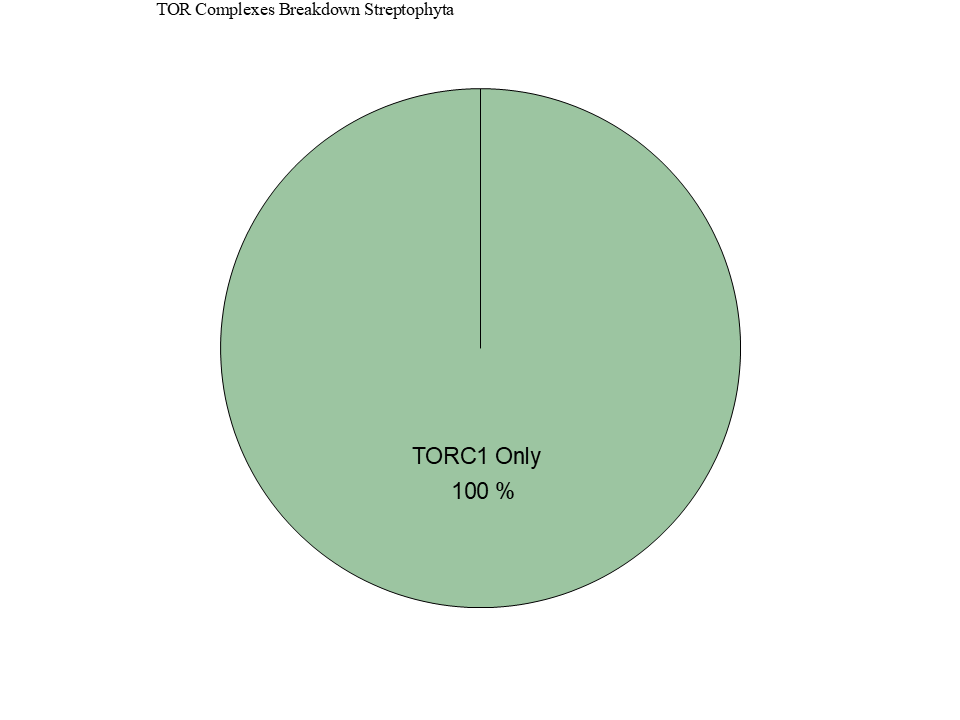 TOR Complexes Breakdown Streptophyta
TORC1 Only
100 %